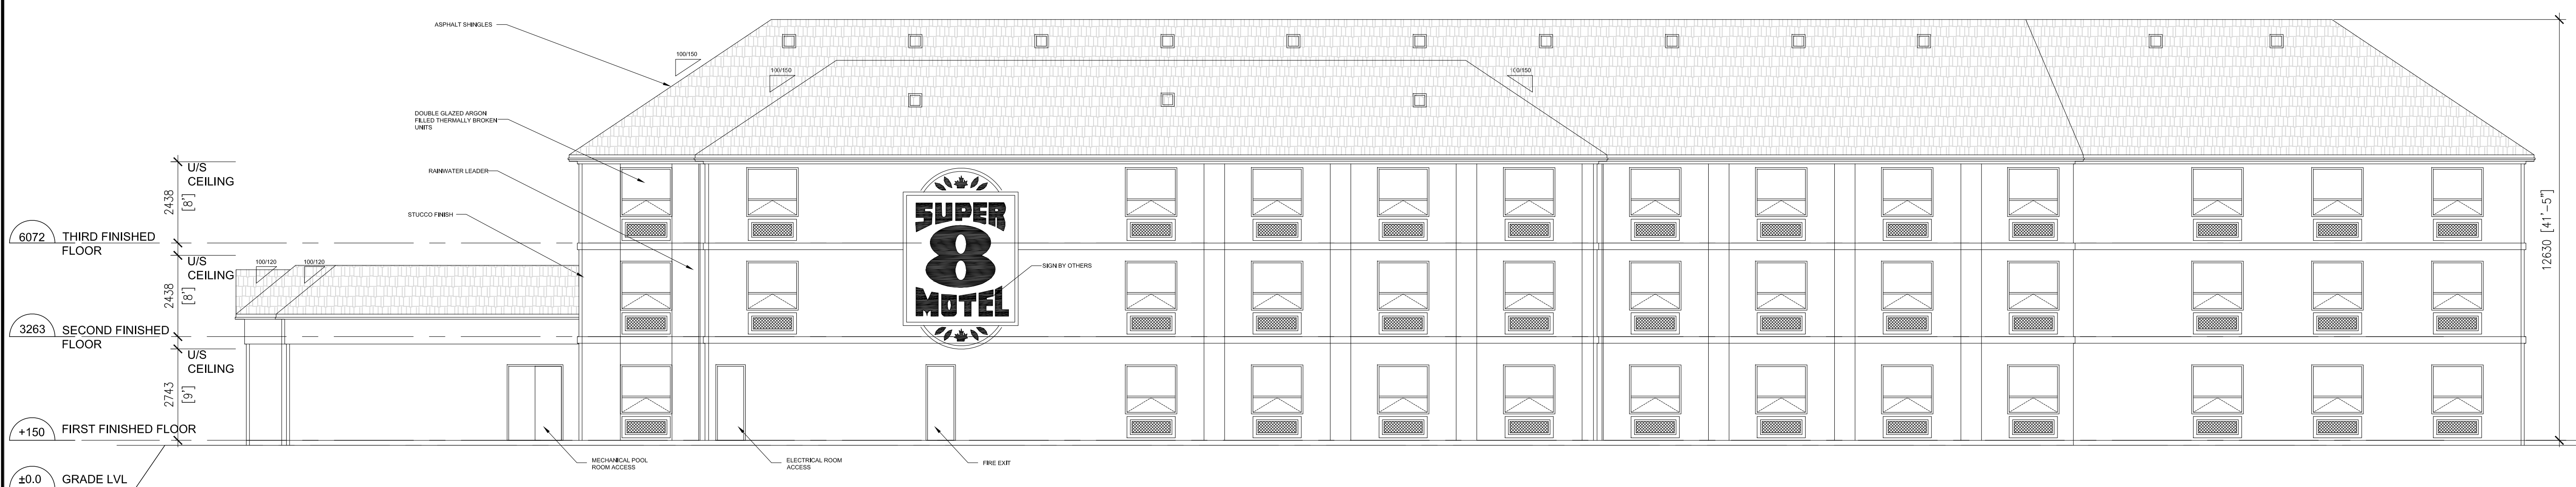 ASPHALT SHINGLES
100/150
100/150
100/150
DOUBLE GLAZED ARGON
FILLED THERMALLY BROKEN
UNITS
RAINWATER LEADER
STUCCO FINISH
U/S
CEILING
2438
[8']
6072
THIRD FINISHED
FLOOR
U/S
CEILING
2438
[8']
100/120
100/120
3263
SECOND FINISHED
FLOOR
U/S
CEILING
2743
[9']
+150
FIRST FINISHED FLOOR
±0.0
GRADE LVL
SUPER
8
MOTEL
SIGN BY OTHERS
MECHANICAL POOL
ROOM ACCESS
ELECTRICAL ROOM
ACCESS
FIRE EXIT
12630 [41'-5"]